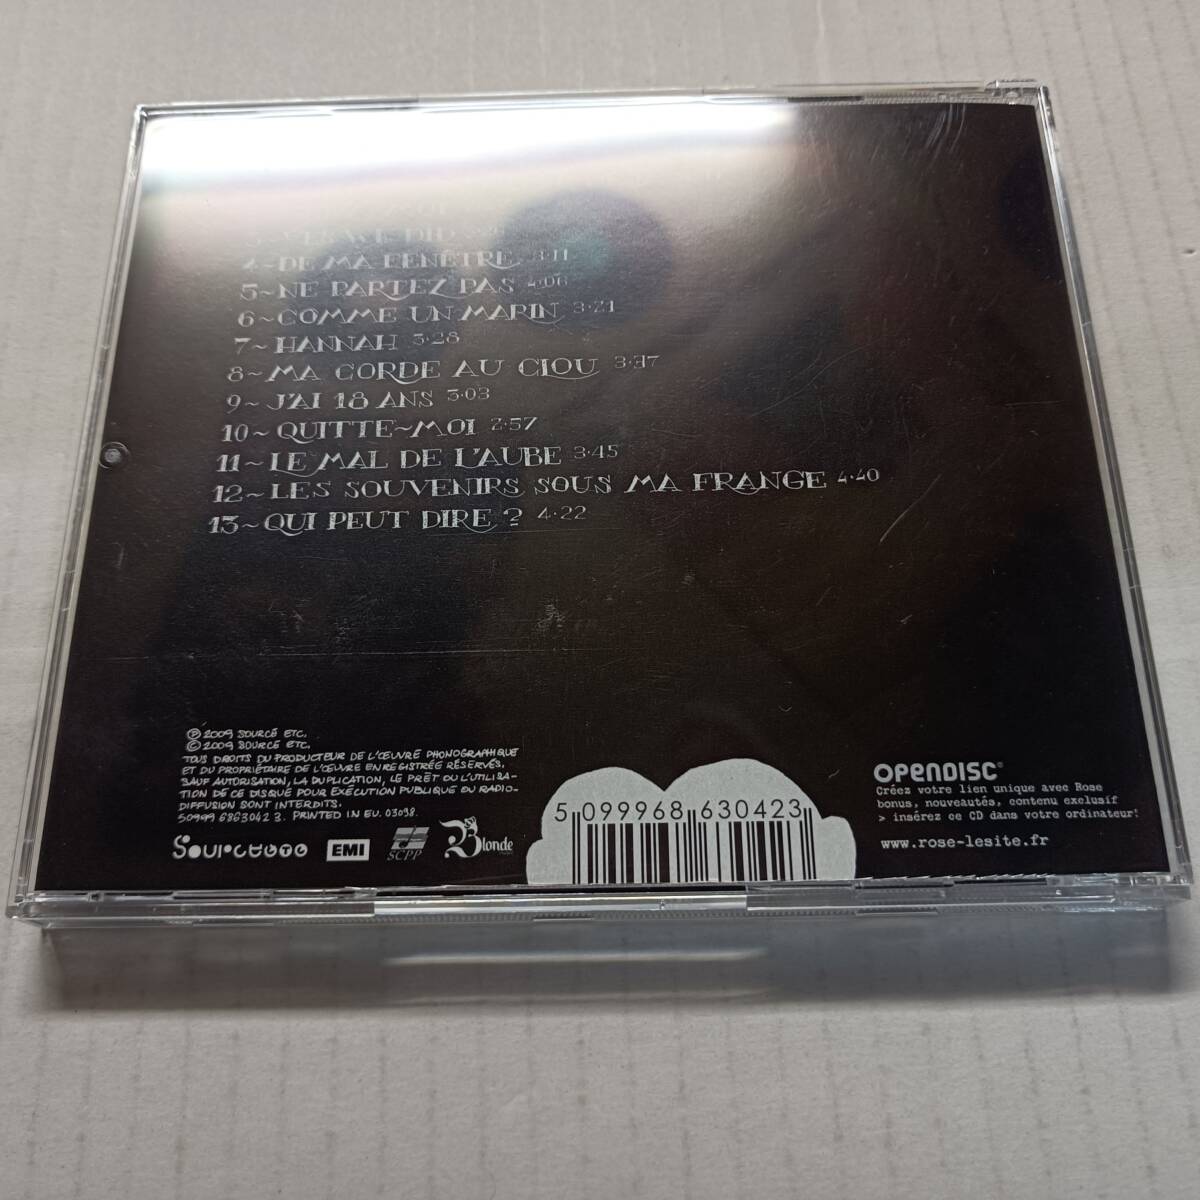 4~DE MA FENÊTRE 3·11
5~NE PARTEZ PAS 4·06
6~COMME UN MARIN 3·21
7~HANNAH 3·28
8~MA CORDE AU CLOU 3·37
9~J'AI 18 ANS 3·03
10~QUITTE~MOI 2·57
11~LE MAL DE L'AUBE 3·45
12~LES SOUVENIRS SOUS MA FRANGE 4·40
13~QUI PEUT DIRE ? 4·22
℗ 2009 SOURCE ETC.
© 2009 SOURCE ETC.
TOUS DROITS DU PRODUCTEUR DE L'ŒUVRE PHONOGRAPHIQUE
ET DU PROPRIÉTAIRE DE L'ŒUVRE ENREGISTRÉE RÉSERVÉS.
SAUF AUTORISATION, LA DUPLICATION, LE PRÊT OU L'UTILISA-
TION DE CE DISQUE POUR EXÉCUTION PUBLIQUE OU RADIO-
DIFFUSION SONT INTERDITS.
50999 6863042 3. PRINTED IN EU. 03098.
Source etc
EMI
SCPP
Blonde
5 099968 630423
OPENDISC®
Créez votre lien unique avec Rose
bonus, nouveautés, contenu exclusif
> insérez ce CD dans votre ordinateur!
www.rose-lesite.fr